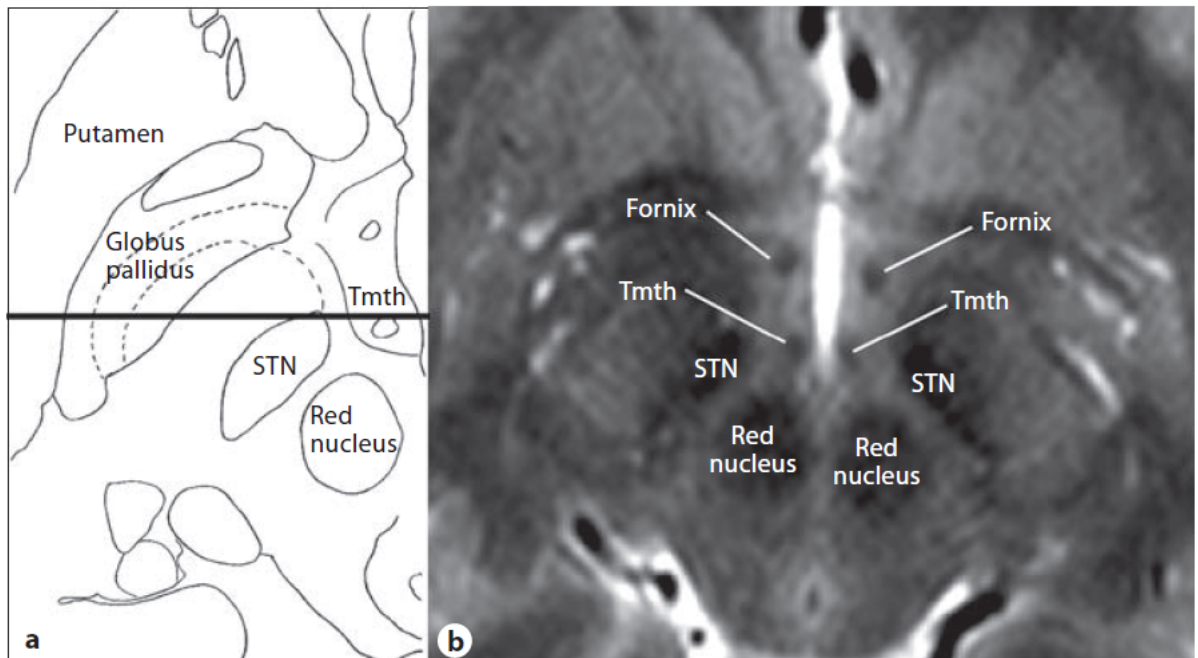 Putamen
Globus
pallidus
Tmth
STN
Red
nucleus
a
Fornix
Fornix
Tmth
Tmth
STN
STN
Red
nucleus
Red
nucleus
b